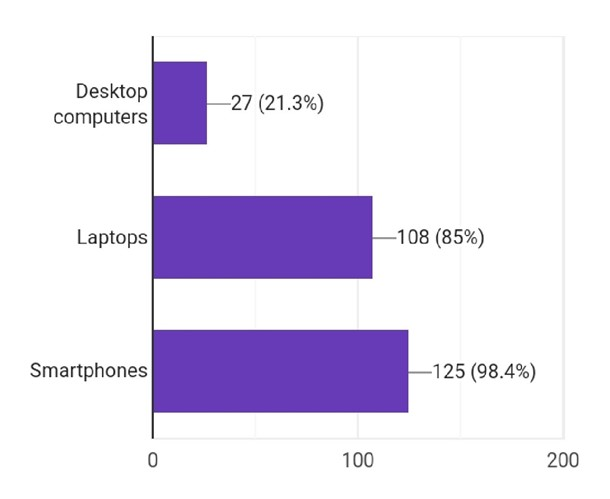 Desktop
computers
27 (21.3%)
Laptops
108 (85%)
Smartphones
125 (98.4%)
0
100
200